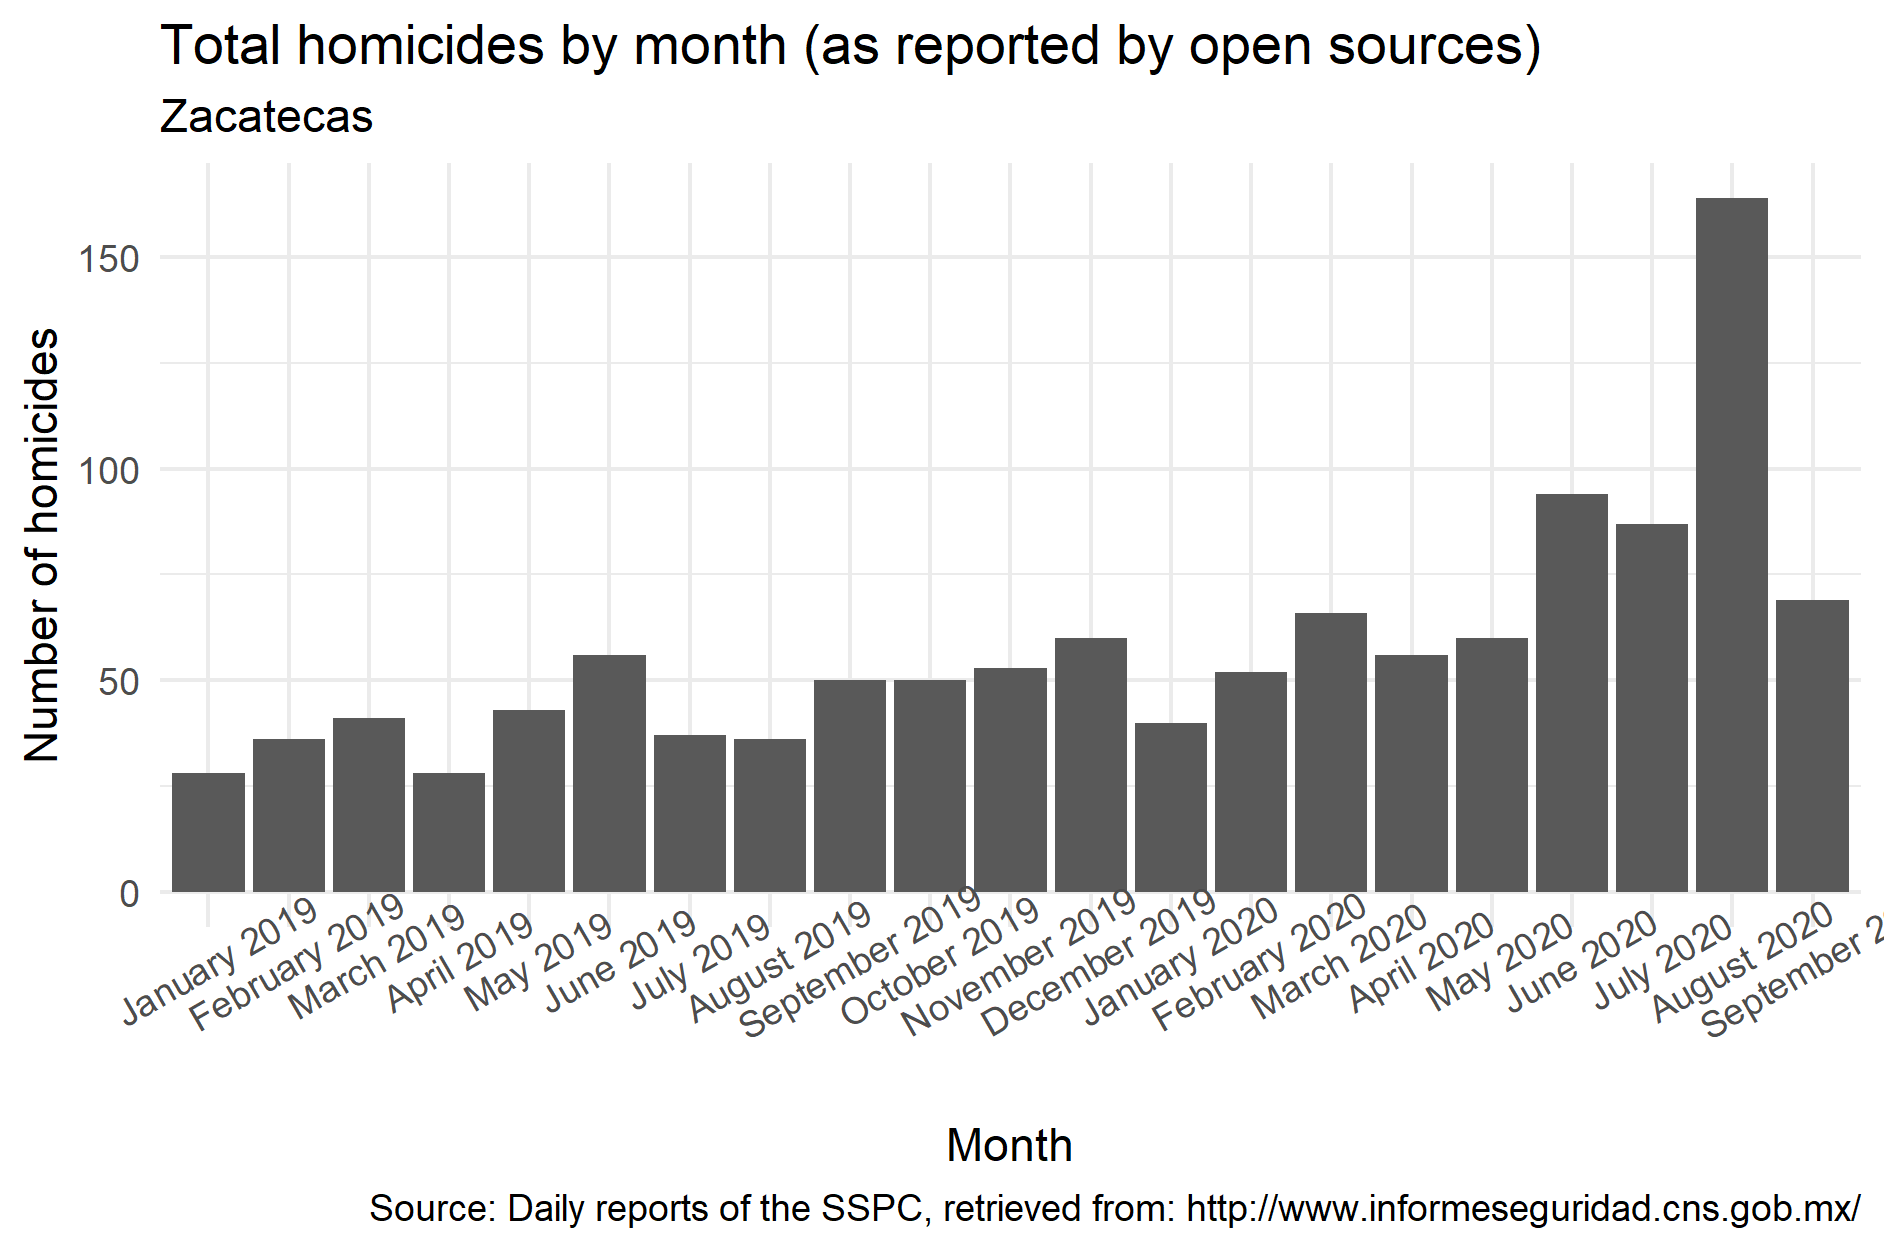 Total homicides by month (as reported by open sources)
Zacatecas
Number of homicides
150
100
50
0
January 2019
February 2019
March 2019
April 2019
May 2019
June 2019
July 2019
August 2019
September 2019
October 2019
November 2019
December 2019
January 2020
February 2020
March 2020
April 2020
May 2020
June 2020
July 2020
August 2020
September 2
Month
Source: Daily reports of the SSPC, retrieved from: http://www.informeseguridad.cns.gob.mx/